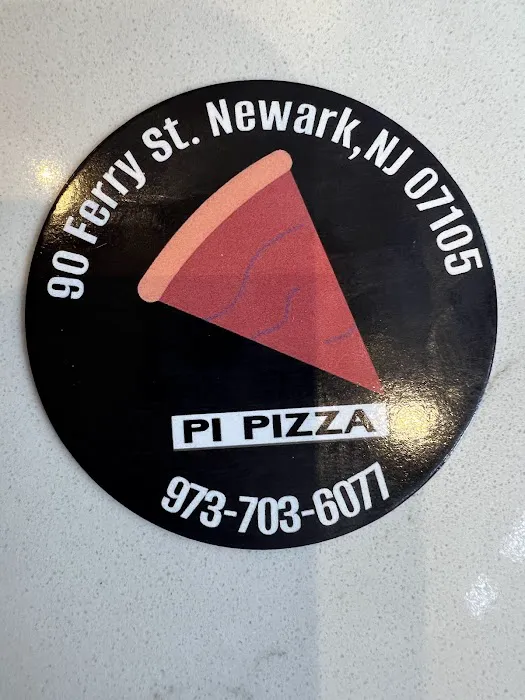 90 Ferry St. Newark, NJ 07105
PI PIZZA
973-703-6077